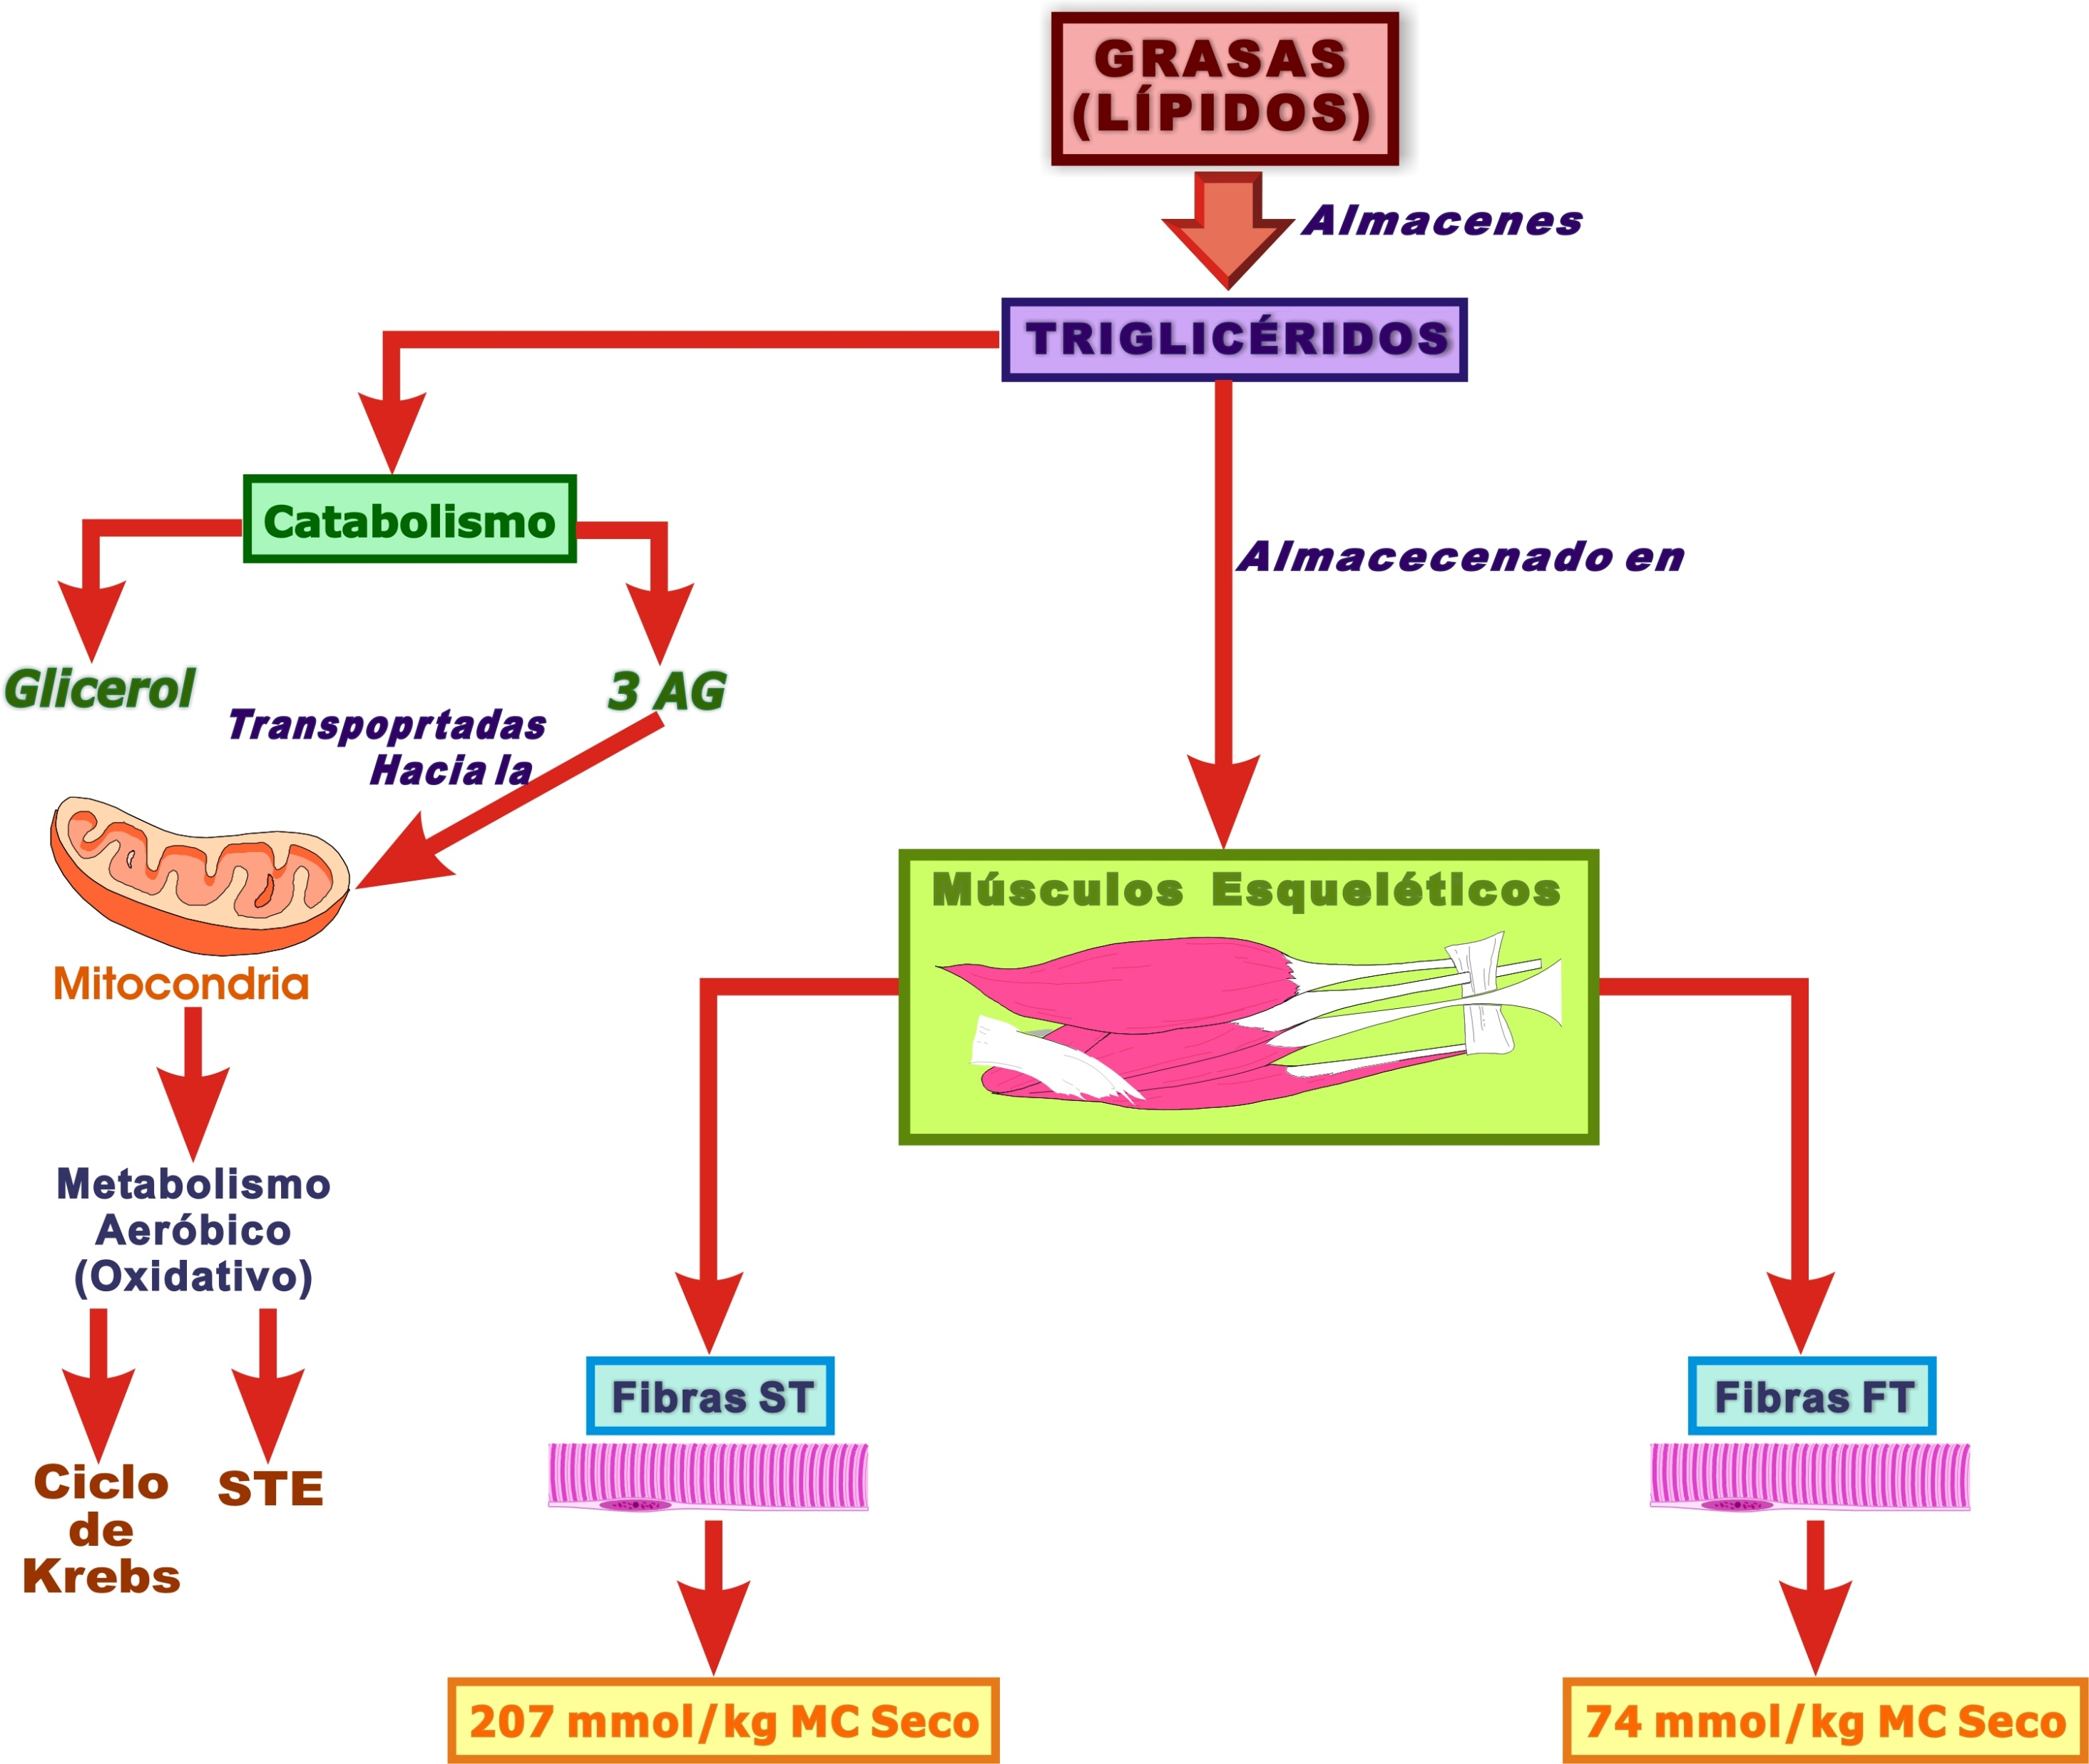 GRASAS
(LÍPIDOS)
Almacenes
TRIGLICÉRIDOS
Catabolismo
Almacecenado en
Glicerol
3 AG
Transpoprtadas
Hacia la
Mitocondria
Músculos Esqueléticos
Metabolismo
Aeróbico
(Oxidativo)
Fibras ST
Fibras FT
Ciclo
de
Krebs
STE
207 mmol/kg MC Seco
74 mmol/kg MC Seco